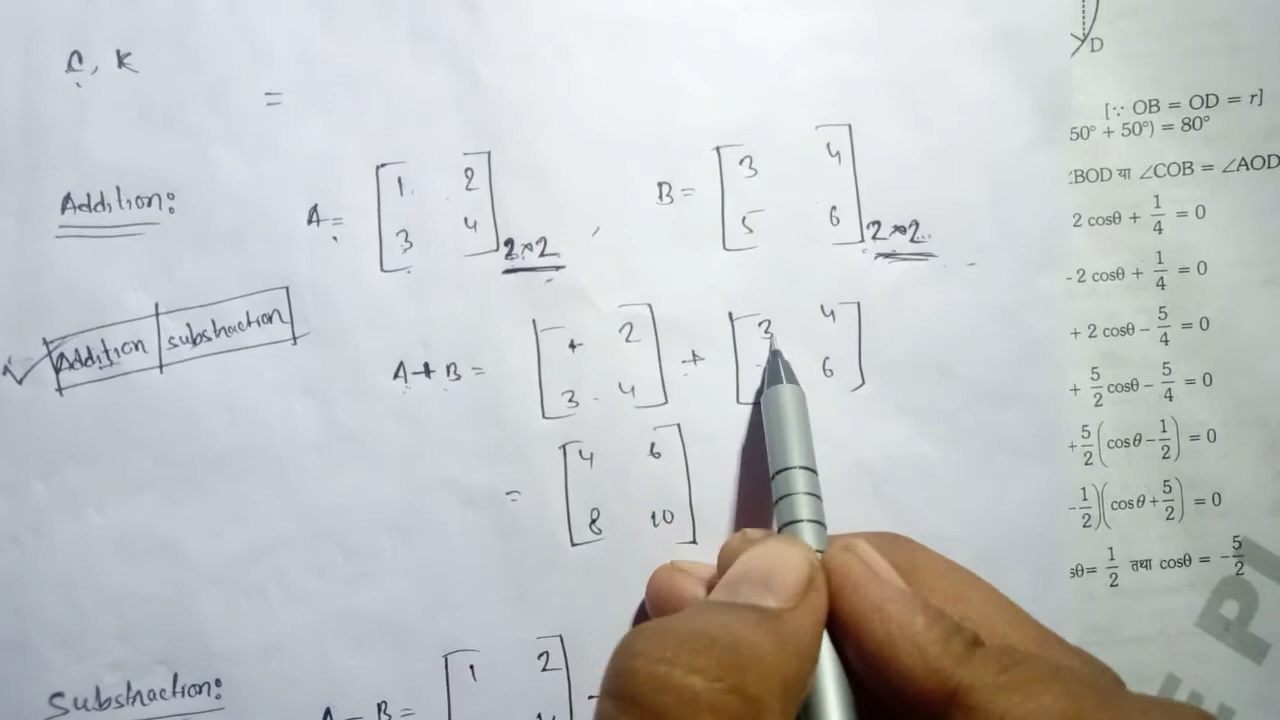 C, K
=
Addition:
A = [1 2
3 4] 2×2 , B = [3 4
5 6] 2×2
Addition | substraction
A + B = [ 2
3 4] + [3 4
6]
= [4 6
8 10]
Substraction:
A - B = [1 2
D
[∵ OB = OD = r]
50° + 50°) = 80°
BOD या ∠COB = ∠AOD
2 cosθ + 1/4 = 0
- 2 cosθ + 1/4 = 0
+ 2 cosθ - 5/4 = 0
+ 5/2 cosθ - 5/4 = 0
+ 5/2 (cosθ - 1/2) = 0
- 1/2)(cosθ + 5/2) = 0
sθ = 1/2 तथा cosθ = - 5/2
E PI